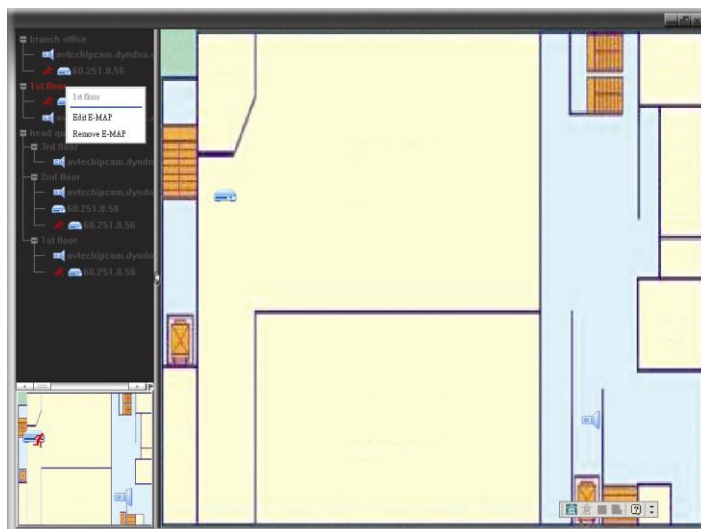 branch office
avtechipcam.dyndns.
60.251.8.56
1st floor
1st floor
Edit E-MAP
Remove E-MAP
head qu
3rd floor
avtechipcam.dyndn
2nd floor
avtechipcam.dyndn
60.251.8.56
60.251.8.56
1st floor
avtechipcam.dyndn
60.251.8.56